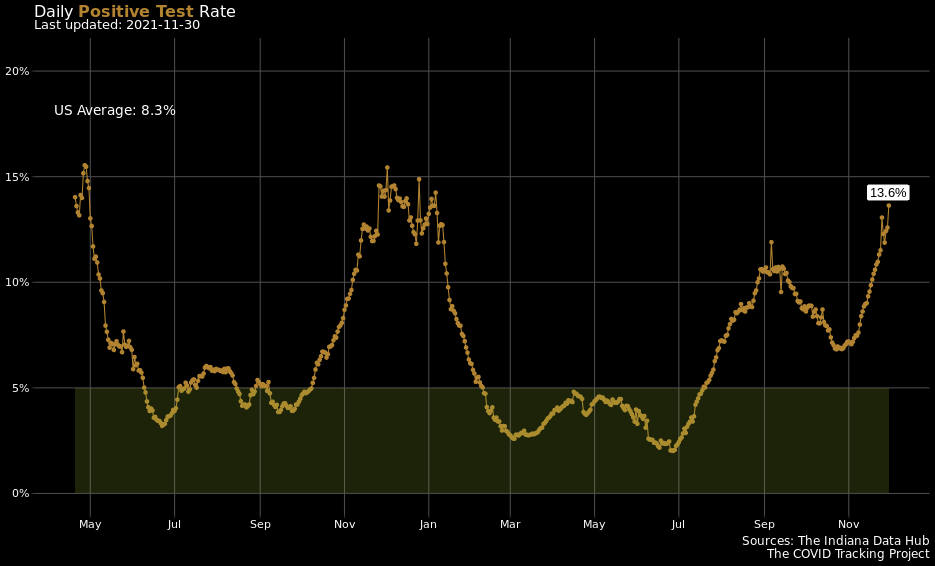 Daily Positive Test Rate
Last updated: 2021-11-30
20%
US Average: 8.3%
15%
13.6%
10%
5%
0%
May Jul Sep Nov Jan Mar May Jul Sep Nov
Sources: The Indiana Data Hub
The COVID Tracking Project